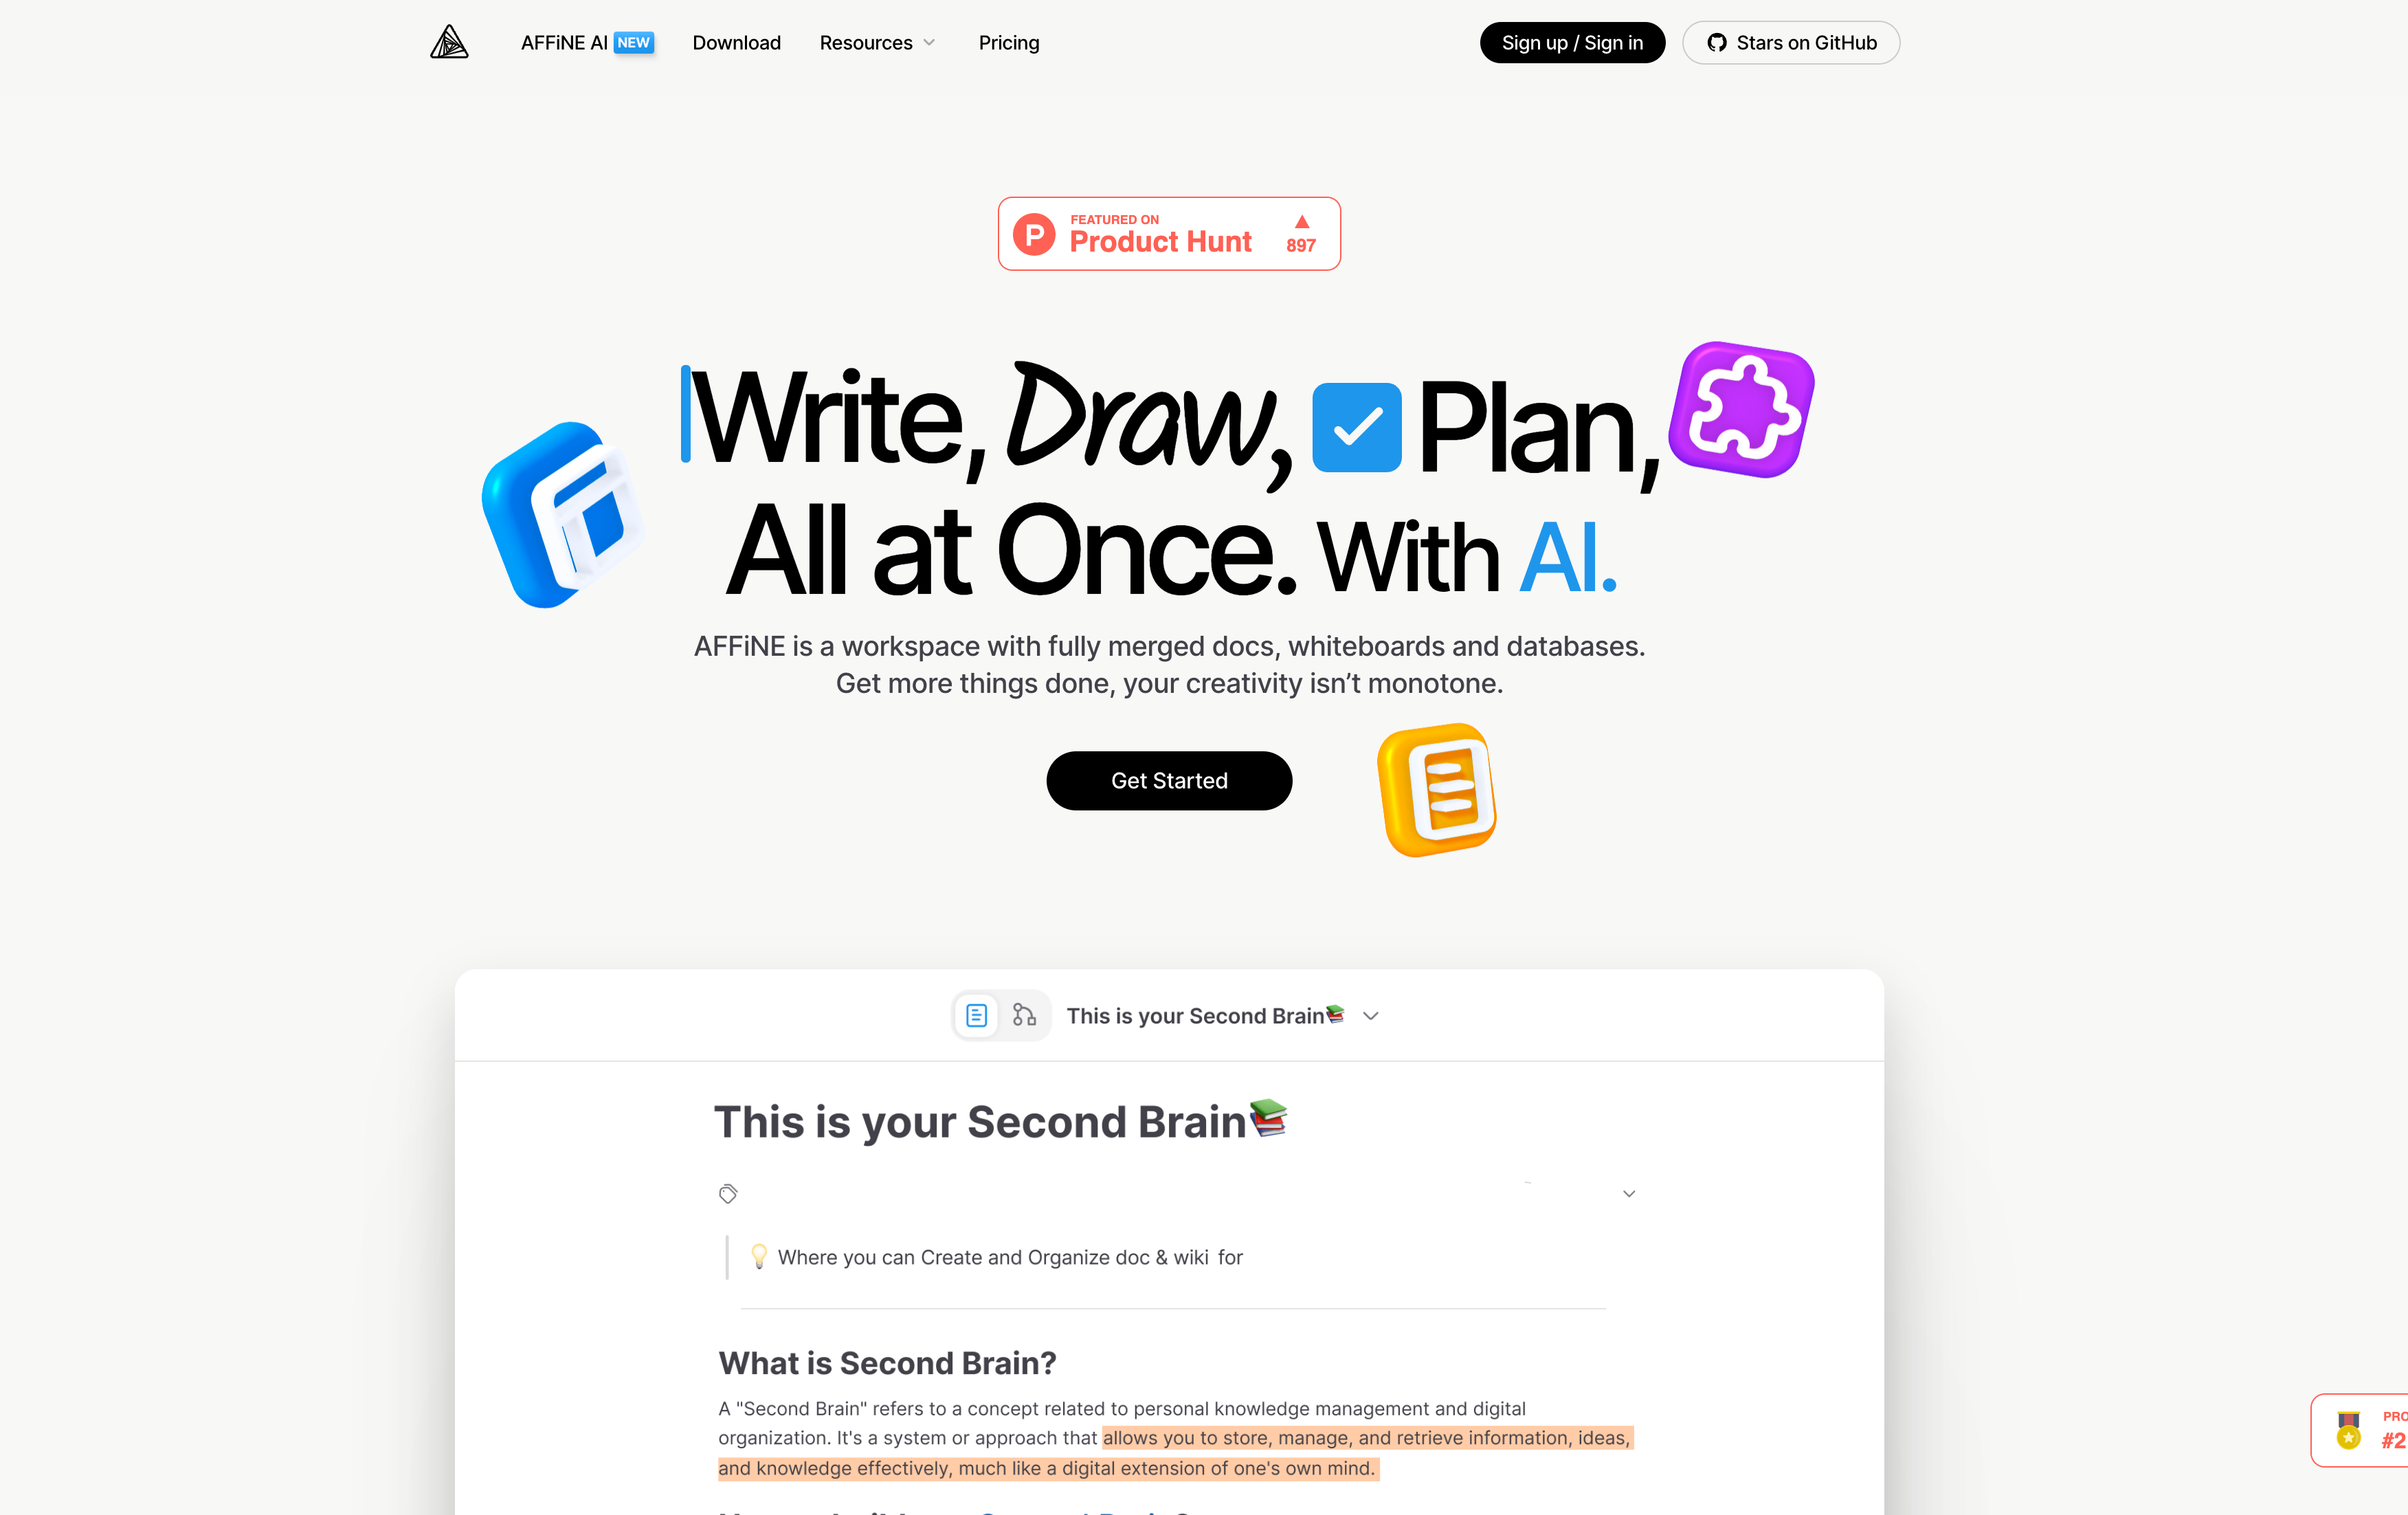 AFFiNE AI NEW
Download
Resources
Pricing
Sign up / Sign in
Stars on GitHub
FEATURED ON
Product Hunt
897
Write, Draw, Plan,
All at Once. With AI.
AFFiNE is a workspace with fully merged docs, whiteboards and databases.
Get more things done, your creativity isn’t monotone.
Get Started
This is your Second Brain
This is your Second Brain
Where you can Create and Organize doc & wiki for
What is Second Brain?
A "Second Brain" refers to a concept related to personal knowledge management and digital
organization. It's a system or approach that allows you to store, manage, and retrieve information, ideas,
and knowledge effectively, much like a digital extension of one's own mind.
#2